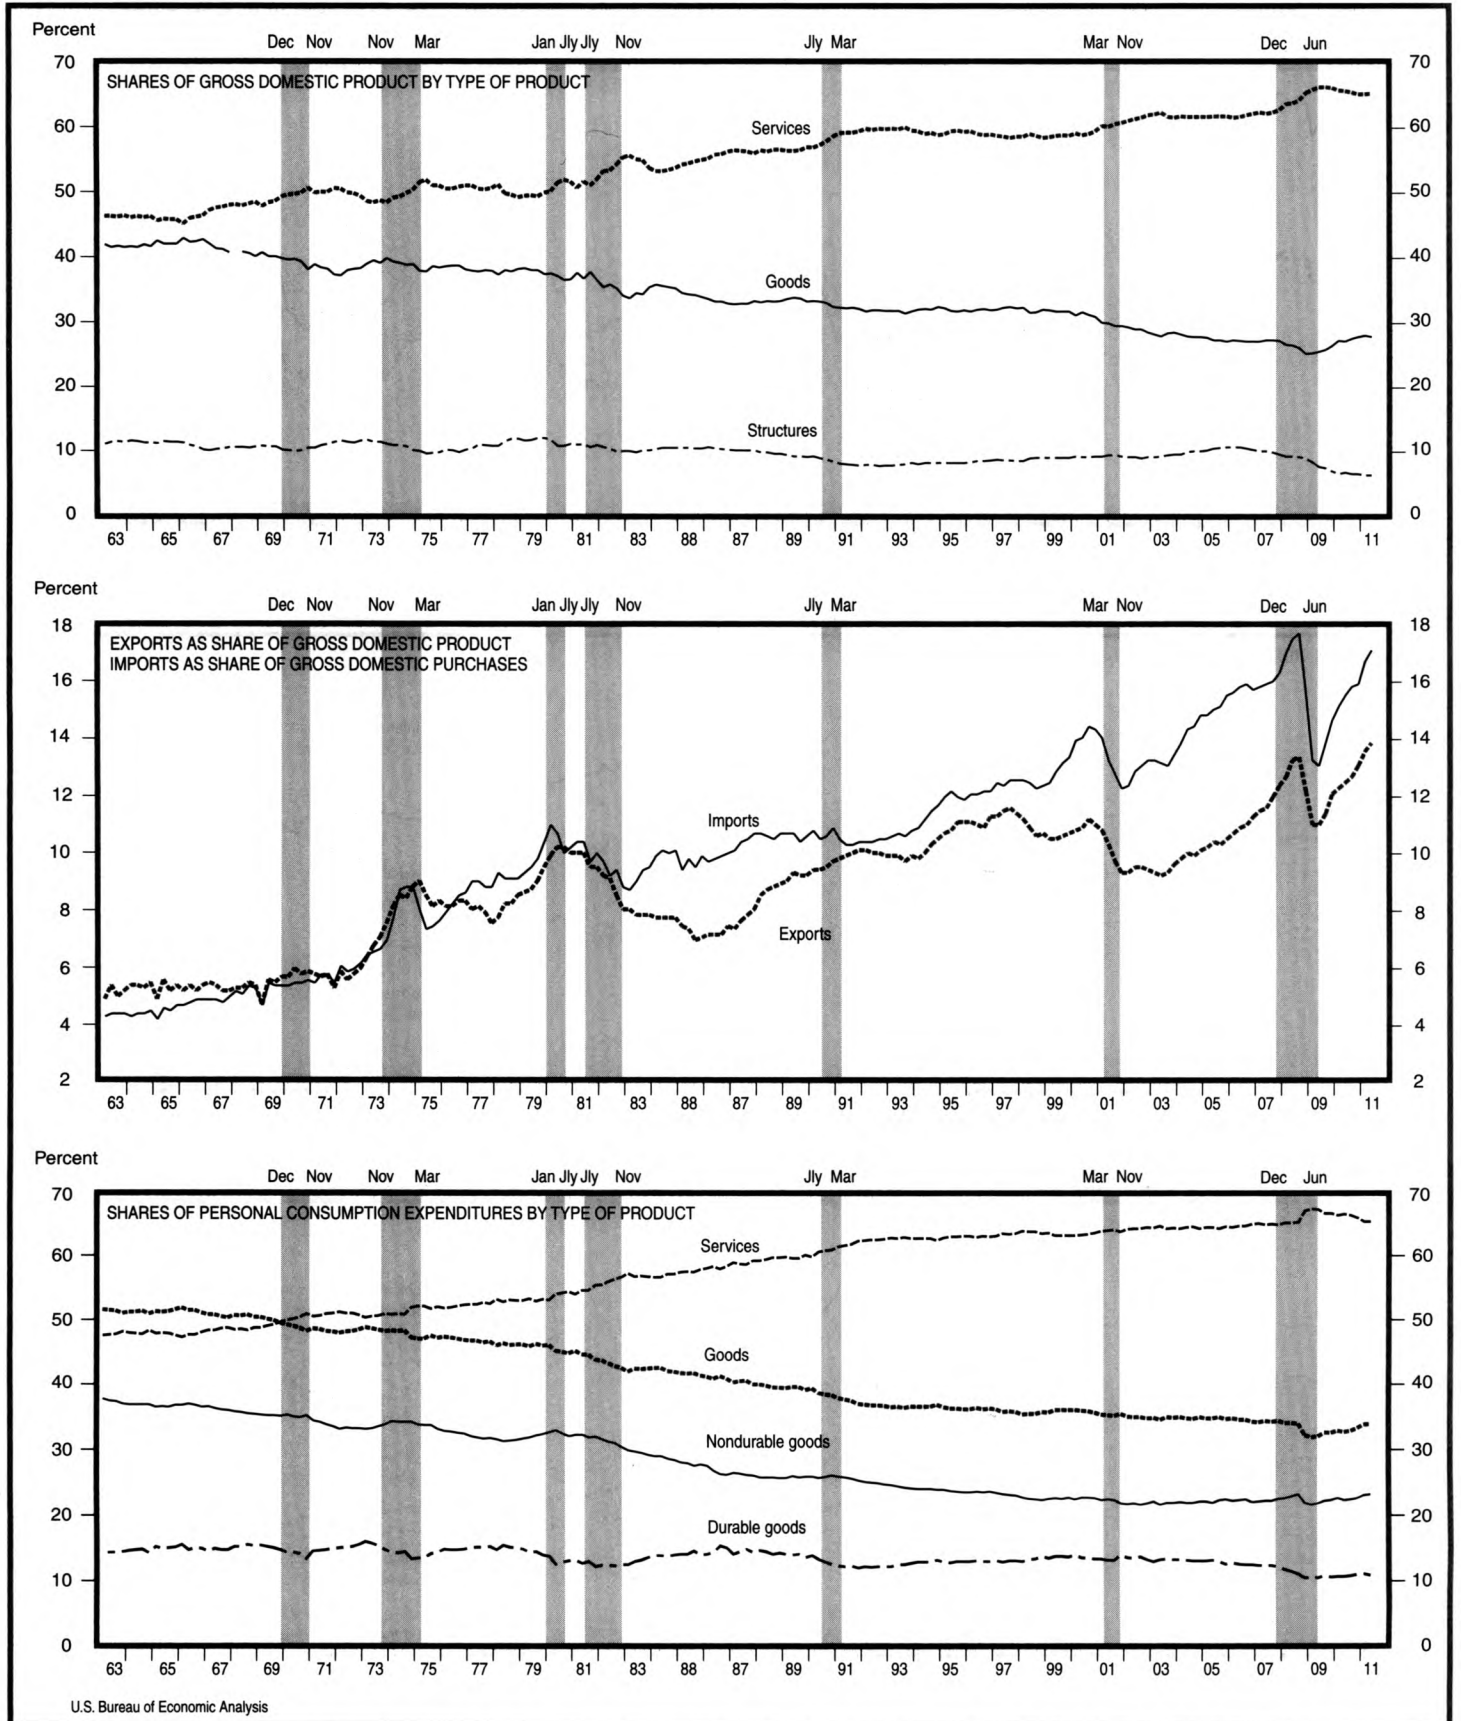 Percent
Dec Nov Nov Mar Jan Jly Jly Nov Jly Mar Mar Nov Dec Jun
70 70
SHARES OF GROSS DOMESTIC PRODUCT BY TYPE OF PRODUCT
Services
60 60
50 50
40 40
Goods
30 30
20 20
Structures
10 10
0 0
63 65 67 69 71 73 75 77 79 81 83 88 87 89 91 93 97 99 01 03 05 07 09 11
Percent
Dec Nov Nov Mar Jan Jly Jly Nov Jly Mar Mar Nov Dec Jun
18 18
EXPORTS AS SHARE OF GROSS DOMESTIC PRODUCT
IMPORTS AS SHARE OF GROSS DOMESTIC PURCHASES
16 16
14 14
12 12
Imports
10 10
8 8
Exports
6 6
4 4
2 2
63 65 67 69 71 73 75 77 79 81 83 88 87 89 91 93 97 99 01 03 05 07 09 11
Percent
Dec Nov Nov Mar Jan Jly Jly Nov Jly Mar Mar Nov Dec Jun
70 70
SHARES OF PERSONAL CONSUMPTION EXPENDITURES BY TYPE OF PRODUCT
Services
60 60
50 50
Goods
40 40
Nondurable goods
30 30
20 20
Durable goods
10 10
0 0
63 65 67 69 71 73 75 77 79 81 83 88 87 89 91 93 97 99 01 03 05 07 09 11
U.S. Bureau of Economic Analysis